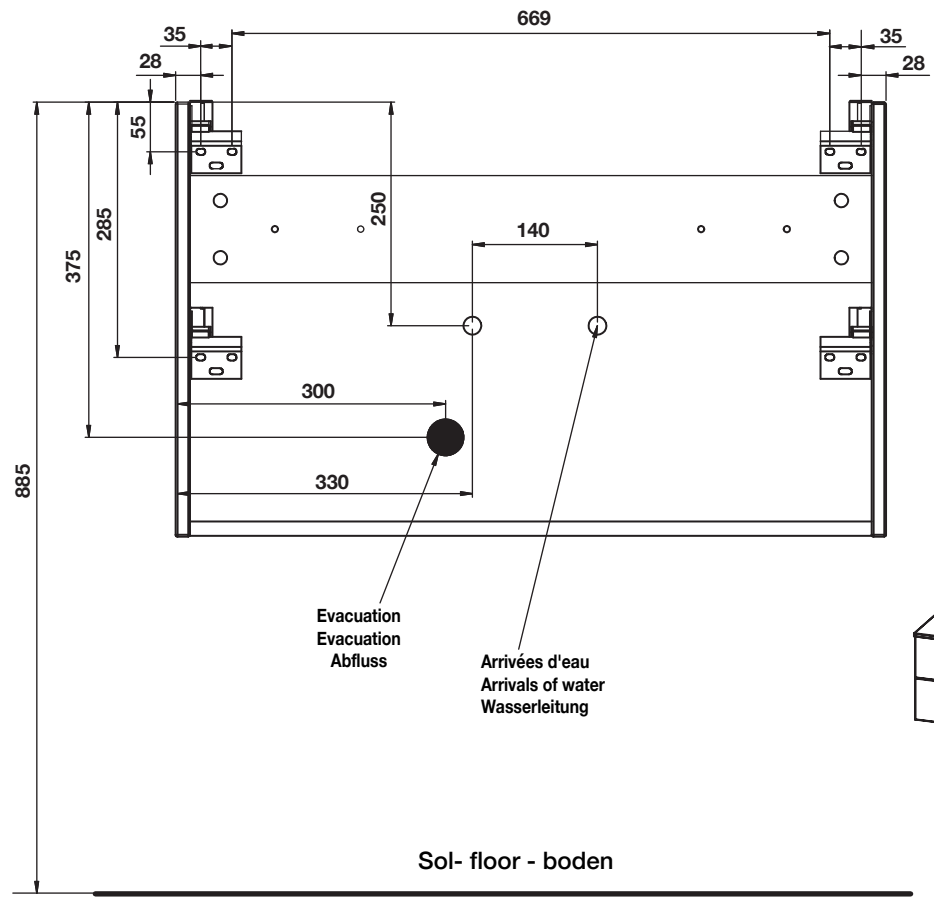 669
35
35
28
28
55
250
285
140
375
300
885
330
Evacuation
Evacuation
Abfluss
Arrivées d'eau
Arrivals of water
Wasserleitung
Sol- floor - boden